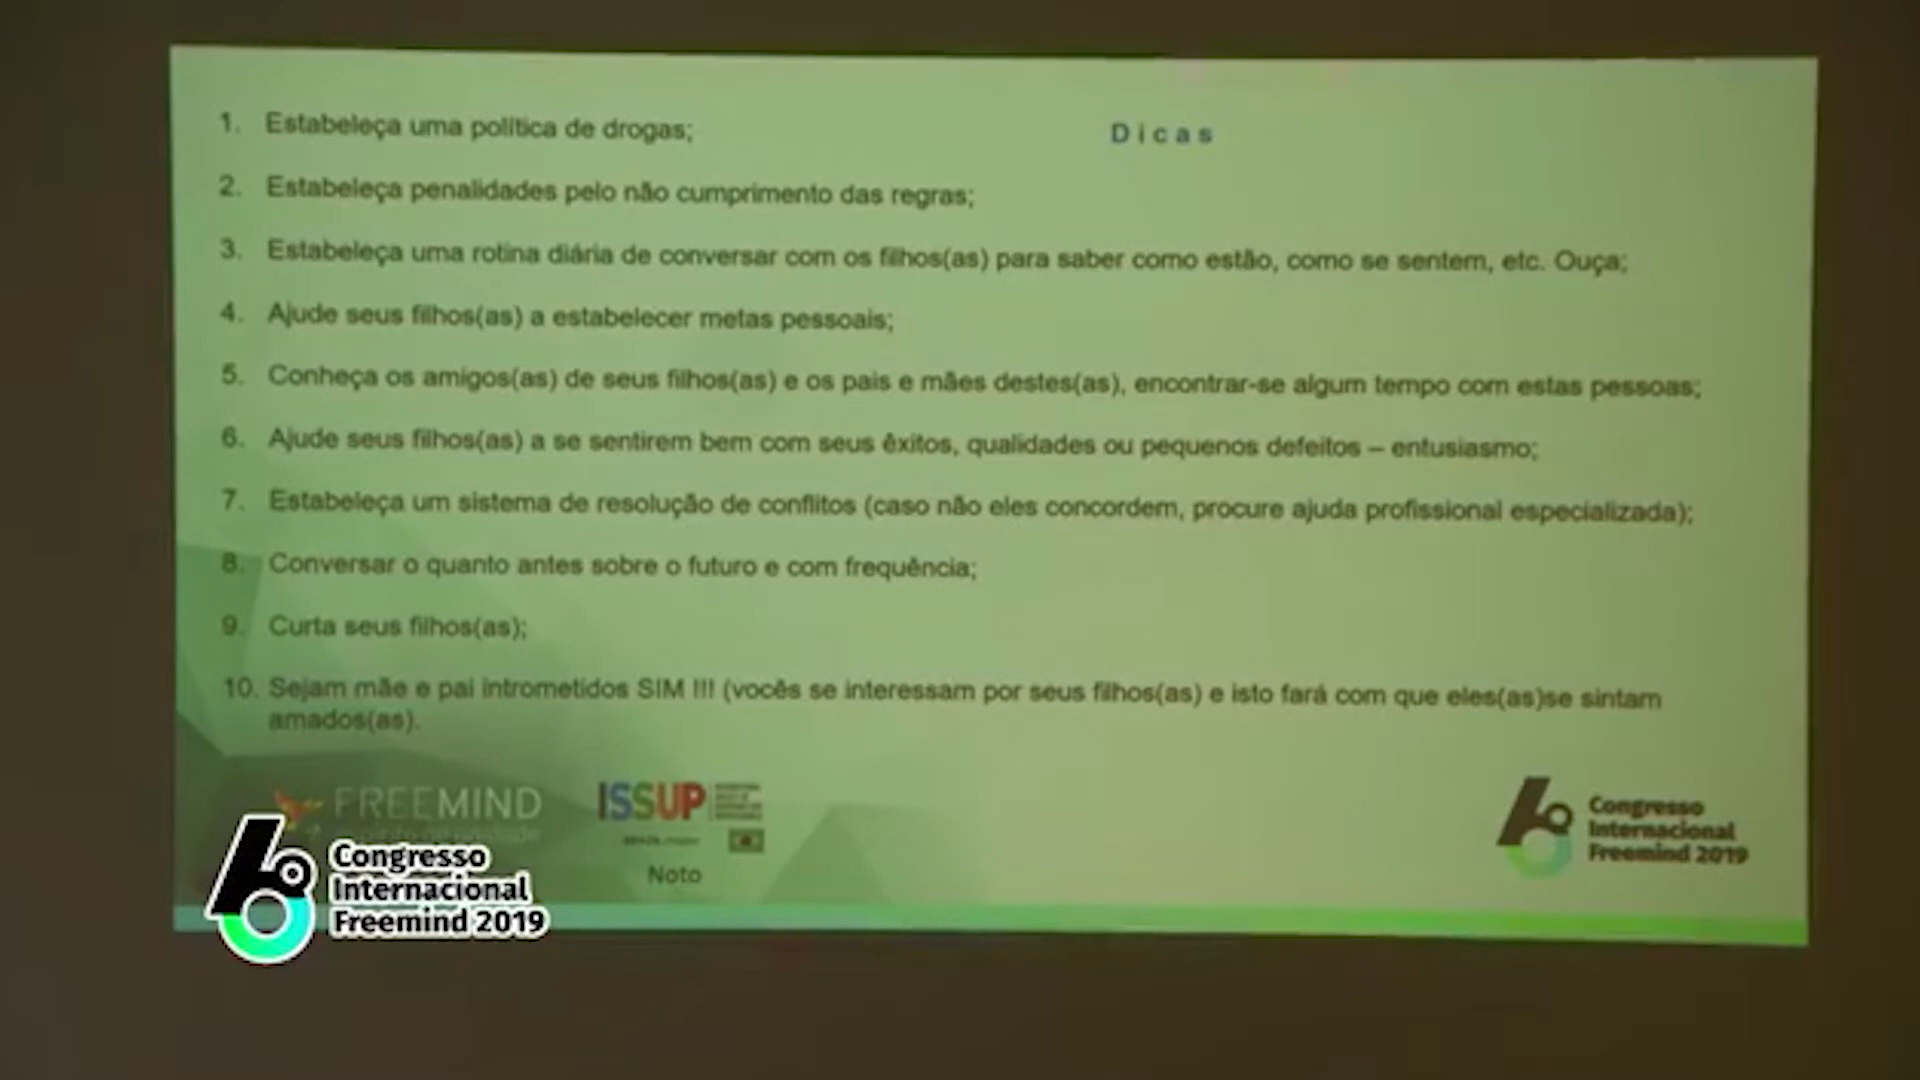 Dicas
1. Estabeleça uma política de drogas;
2. Estabeleça penalidades pelo não cumprimento das regras;
3. Estabeleça uma rotina diária de conversar com os filhos(as) para saber como estão, como se sentem, etc. Ouça;
4. Ajude seus filhos(as) a estabelecer metas pessoais;
5. Conheça os amigos(as) de seus filhos(as) e os pais e mães destes(as), encontrar-se algum tempo com estas pessoas;
6. Ajude seus filhos(as) a se sentirem bem com seus êxitos, qualidades ou pequenos defeitos – entusiasmo;
7. Estabeleça um sistema de resolução de conflitos (caso não eles concordem, procure ajuda profissional especializada);
8. Conversar o quanto antes sobre o futuro e com frequência;
9. Curta seus filhos(as);
10. Sejam mãe e pai intrometidos SIM !!! (vocês se interessam por seus filhos(as) e isto fará com que eles(as)se sintam
amados(as).
FREEMIND
ISSUP
Noto
6º
Congresso
Internacional
Freemind 2019
6º
Congresso
Internacional
Freemind 2019